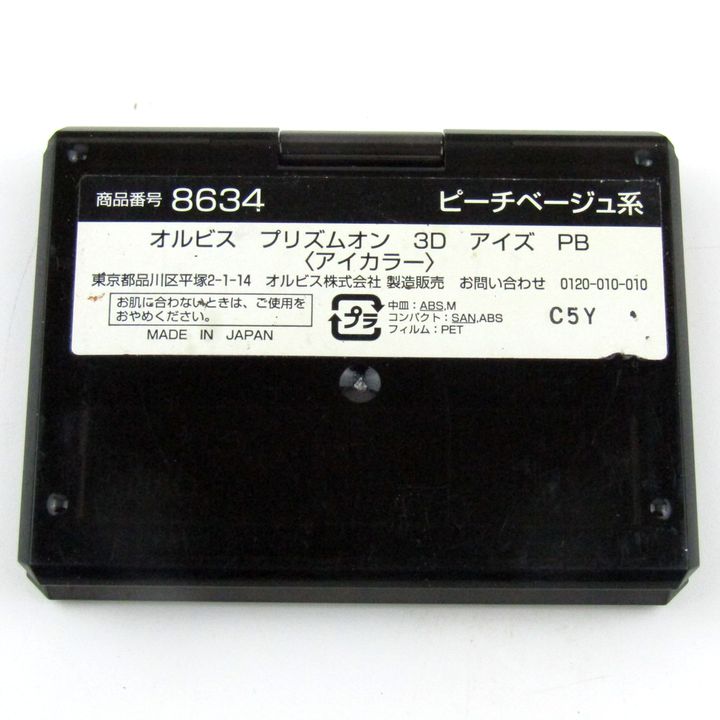 商品番号 8634 ピーチベージュ系
オルビス プリズムオン 3D アイズ PB
〈アイカラー〉
東京都品川区平塚2-1-14 オルビス株式会社 製造販売 お問い合わせ 0120-010-010
お肌に合わないときは、ご使用を
おやめください。
MADE IN JAPAN
プラ
中皿：ABS,M
コンパクト：SAN,ABS
フィルム：PET
C5Y